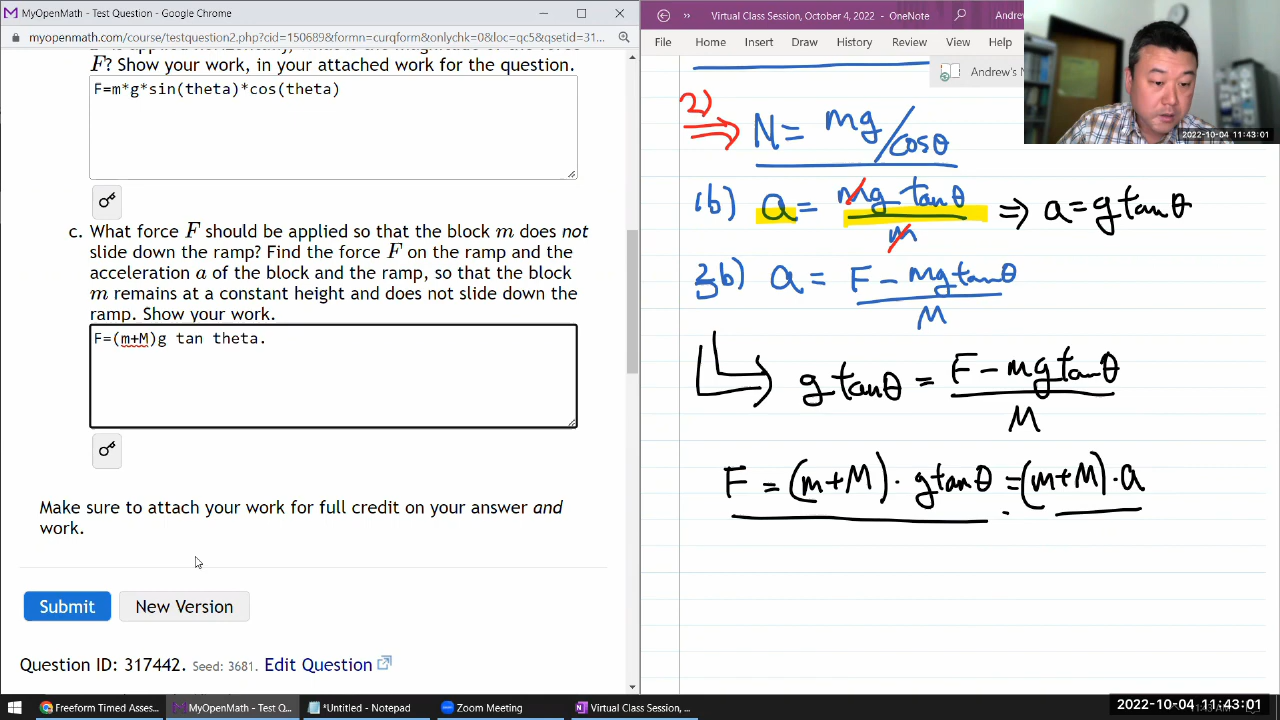 MyOpenMath - Test Question - Google Chrome
myopenmath.com/course/testquestion2.php?cid=150689&formn=curqform&onlychk=0&loc=qc5&qsetid=31...
F? Show your work, in your attached work for the question.
F=m*g*sin(theta)*cos(theta)
c. What force F should be applied so that the block m does not
slide down the ramp? Find the force F on the ramp and the
acceleration a of the block and the ramp, so that the block
m remains at a constant height and does not slide down the
ramp. Show your work.
F=(m+M)g tan theta.
Make sure to attach your work for full credit on your answer and
work.
Submit
New Version
Question ID: 317442. Seed: 3681. Edit Question
Virtual Class Session, October 4, 2022 - OneNote
Andrew
File Home Insert Draw History Review View Help
Andrew's N
2022-10-04 11:43:01
2)
N= mg/cosθ
1b) a= mg tanθ
m
⇒ a=g tanθ
3b) a = F - mg tanθ
M
g tanθ = F - mg tanθ
M
F = (m+M) · g tanθ = (m+M) · a
Freeform Timed Asses...
MyOpenMath - Test Q...
*Untitled - Notepad
Zoom Meeting
Virtual Class Session, ...
2022-10-04 11:43:01